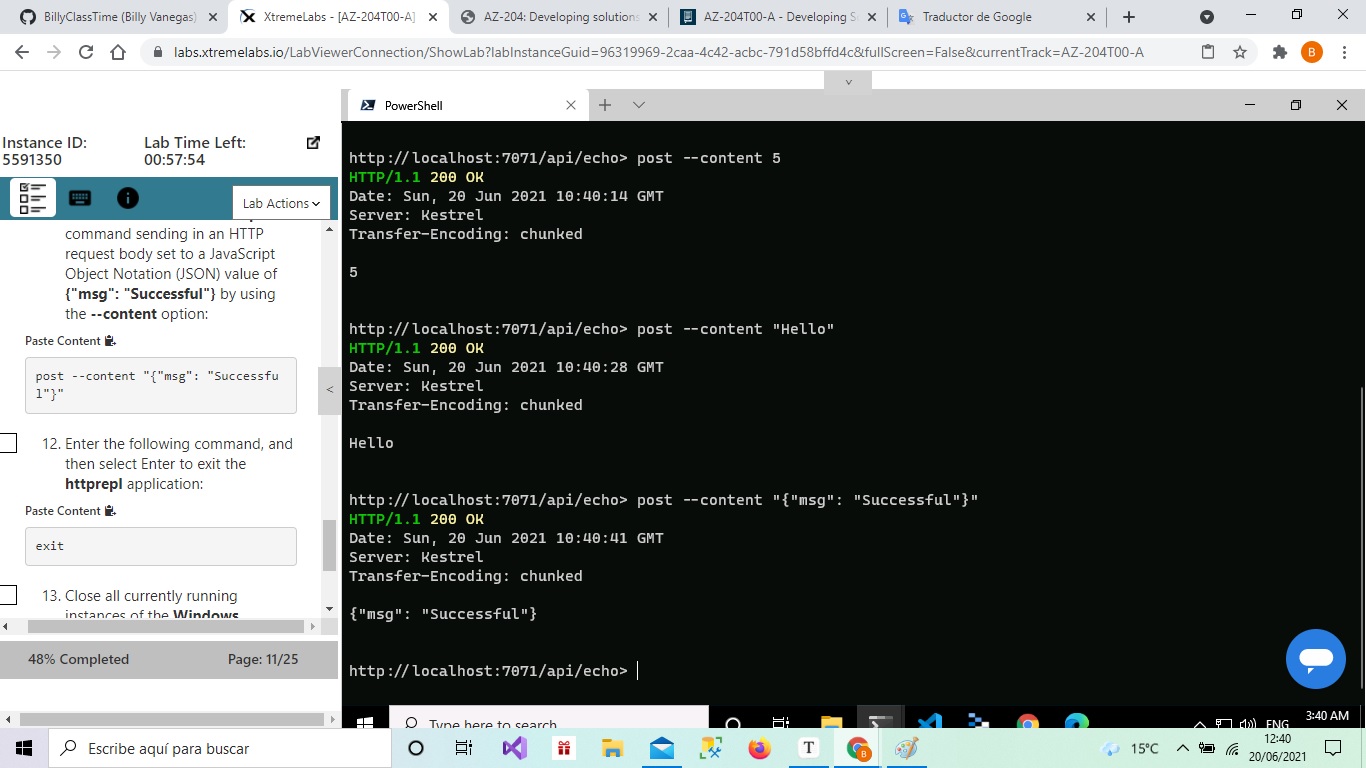 BillyClassTime (Billy Vanegas)
XtremeLabs - [AZ-204T00-A]
AZ-204: Developing solutions
AZ-204T00-A - Developing S
Traductor de Google
labs.xtremelabs.io/LabViewerConnection/ShowLab?labInstanceGuid=96319969-2caa-4c42-acbc-791d58bffd4c&fullScreen=False&currentTrack=AZ-204T00-A
B
Instance ID:
5591350
Lab Time Left:
00:57:54
Lab Actions
command sending in an HTTP
request body set to a JavaScript
Object Notation (JSON) value of
{"msg": "Successful"} by using
the --content option:
Paste Content
post --content "{"msg": "Successfu
l"}"
12. Enter the following command, and
then select Enter to exit the
httprepl application:
Paste Content
exit
13. Close all currently running
instances of the Windows
48% Completed
Page: 11/25
<
PowerShell
http://localhost:7071/api/echo> post --content 5
HTTP/1.1 200 OK
Date: Sun, 20 Jun 2021 10:40:14 GMT
Server: Kestrel
Transfer-Encoding: chunked
5
http://localhost:7071/api/echo> post --content "Hello"
HTTP/1.1 200 OK
Date: Sun, 20 Jun 2021 10:40:28 GMT
Server: Kestrel
Transfer-Encoding: chunked
Hello
http://localhost:7071/api/echo> post --content "{"msg": "Successful"}"
HTTP/1.1 200 OK
Date: Sun, 20 Jun 2021 10:40:41 GMT
Server: Kestrel
Transfer-Encoding: chunked
{"msg": "Successful"}
http://localhost:7071/api/echo>
Type here to search
ENG
3:40 AM
Escribe aquí para buscar
T
B
15°C
12:40
20/06/2021